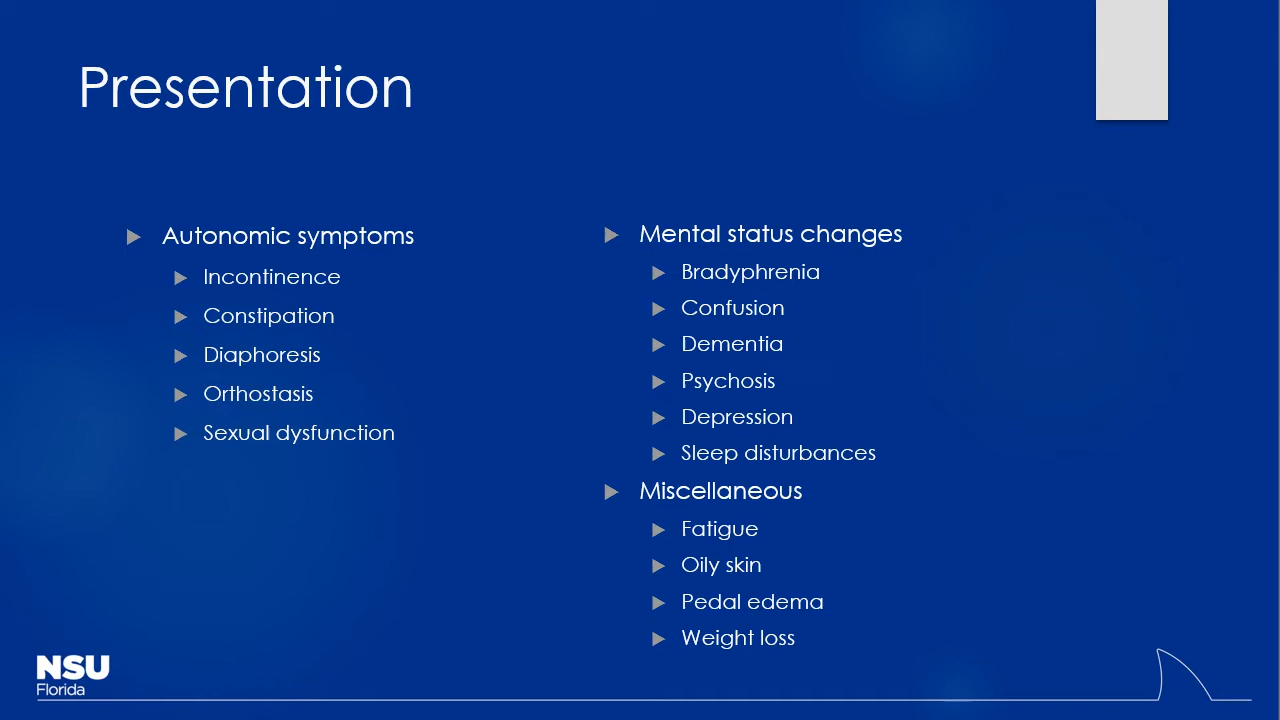 Presentation
Autonomic symptoms
Incontinence
Constipation
Diaphoresis
Orthostasis
Sexual dysfunction
Mental status changes
Bradyphrenia
Confusion
Dementia
Psychosis
Depression
Sleep disturbances
Miscellaneous
Fatigue
Oily skin
Pedal edema
Weight loss
NSU
Florida